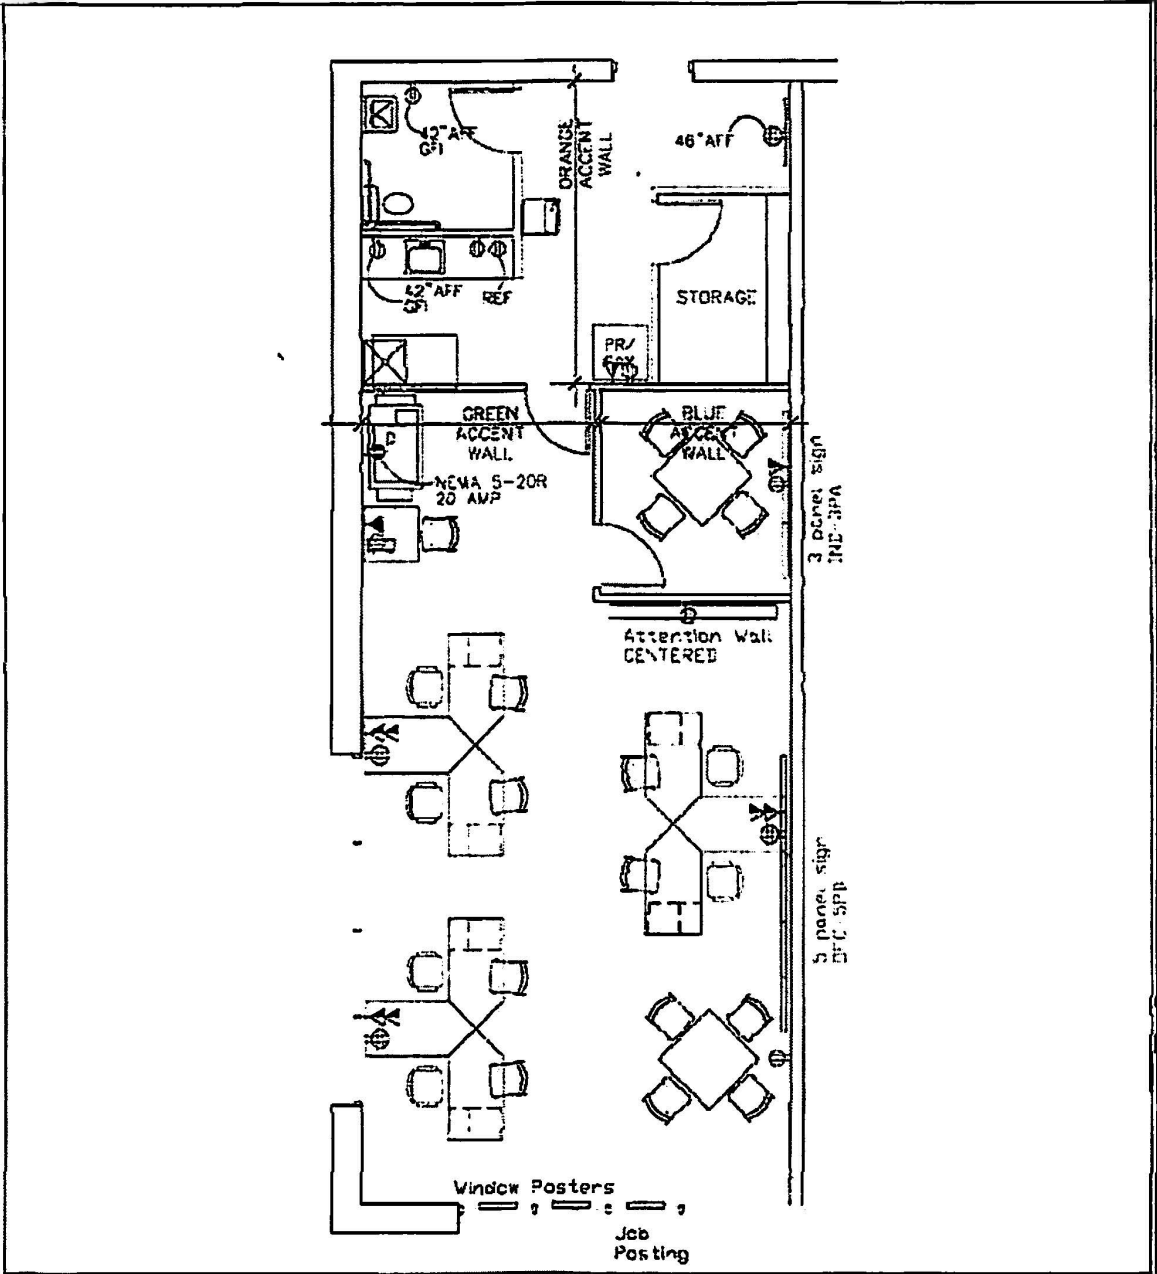 42"AFF
GFI
ORANGE
ACCENT
WALL
46"AFF
42"AFF
GFI
REF
STORAGE
PR/
FAX
GREEN
ACCENT
WALL
BLUE
ACCENT
WALL
D
NEMA 5-20R
20 AMP
3 panel sign
IND-3PA
Attention Wall
CENTERED
5 panel sign
Window Posters
Job
Posting